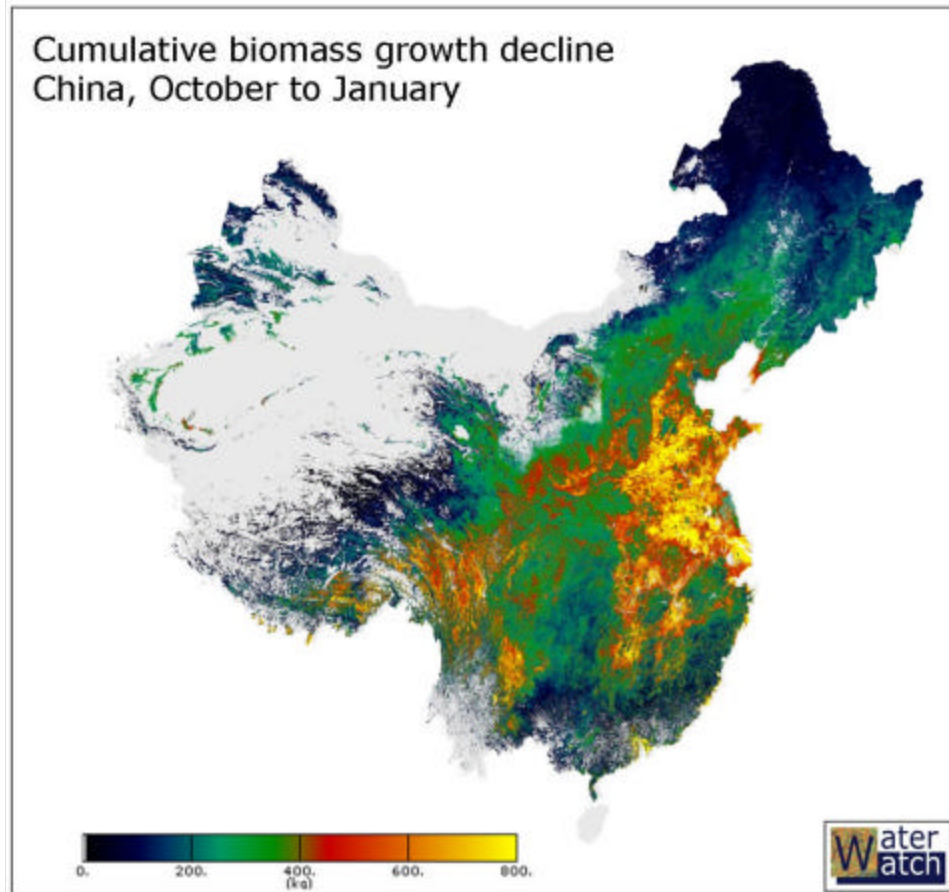 Cumulative biomass growth decline
China, October to January
0. 200. 400. 600. 800.
(kg)
Water
Watch